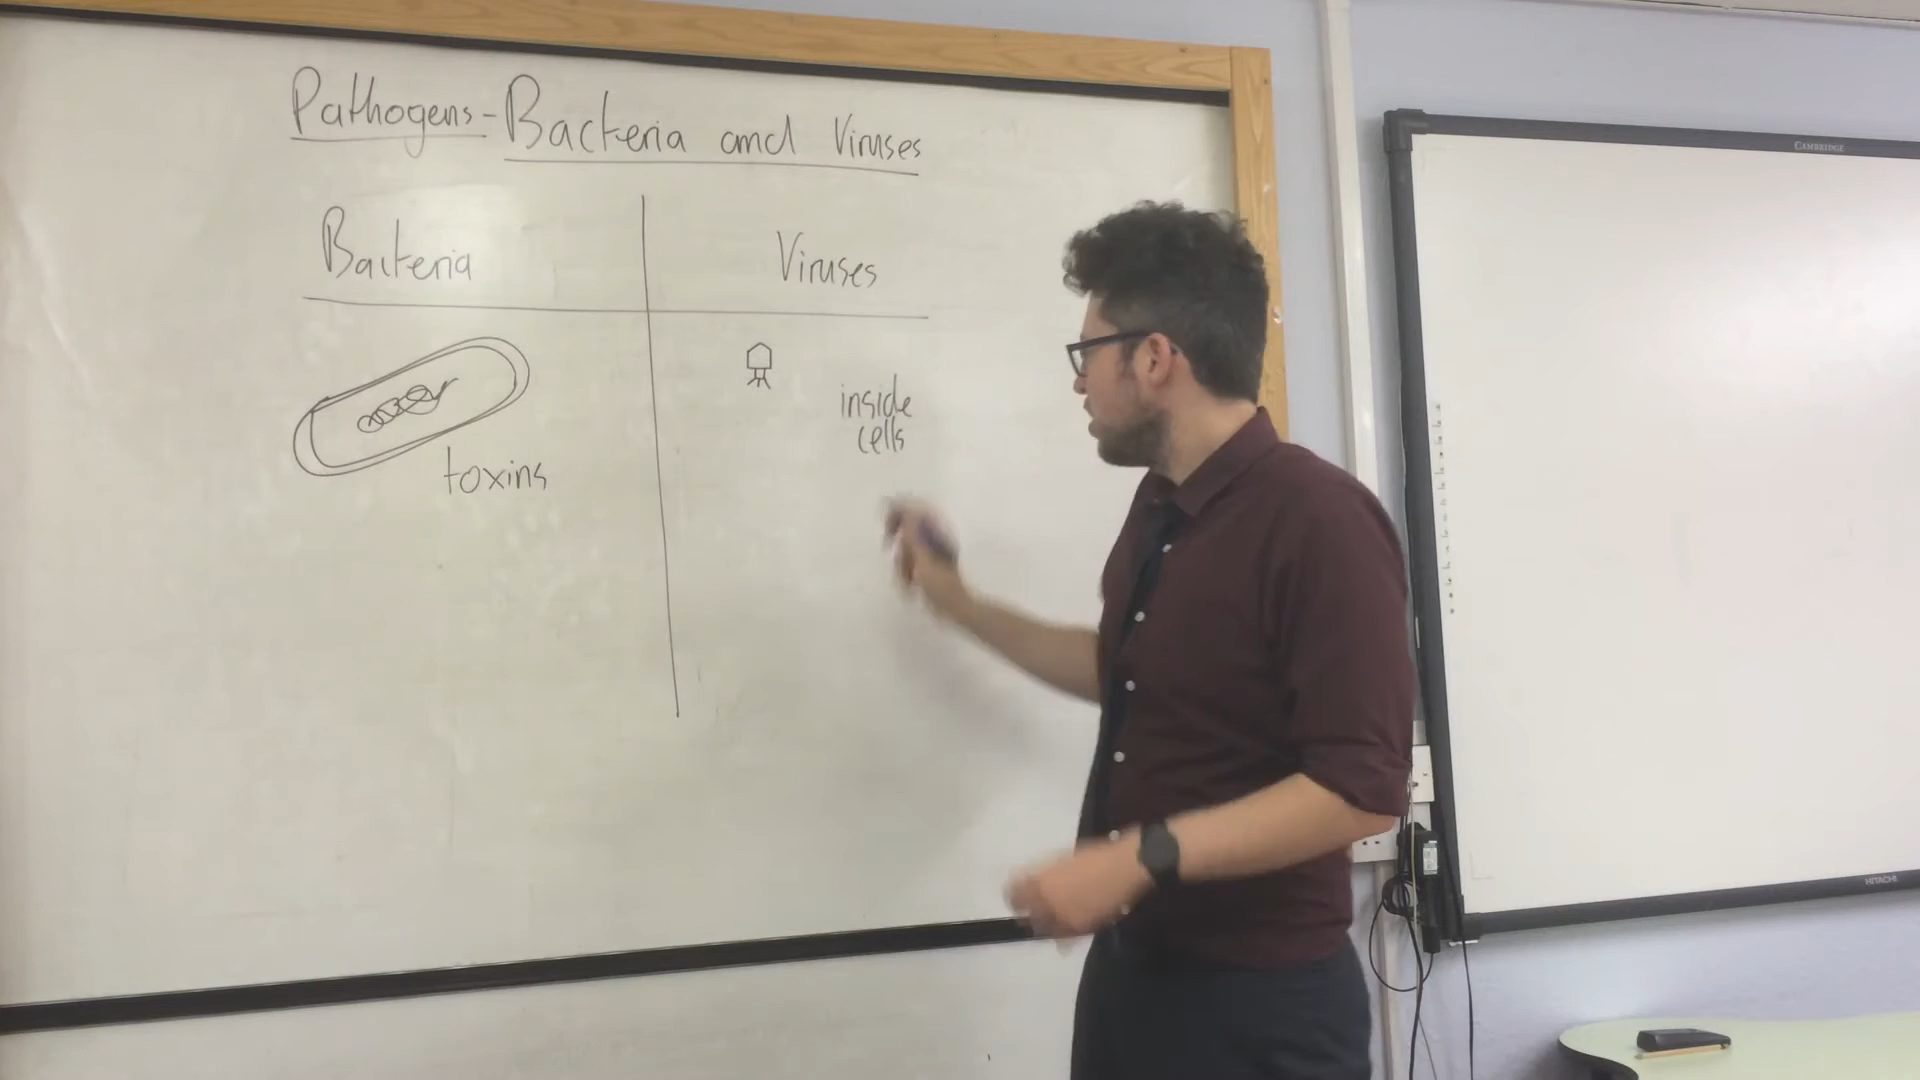 Pathogens - Bacteria and Viruses
Bacteria
Viruses
inside
cells
toxins
CAMBRIDGE
HITACHI